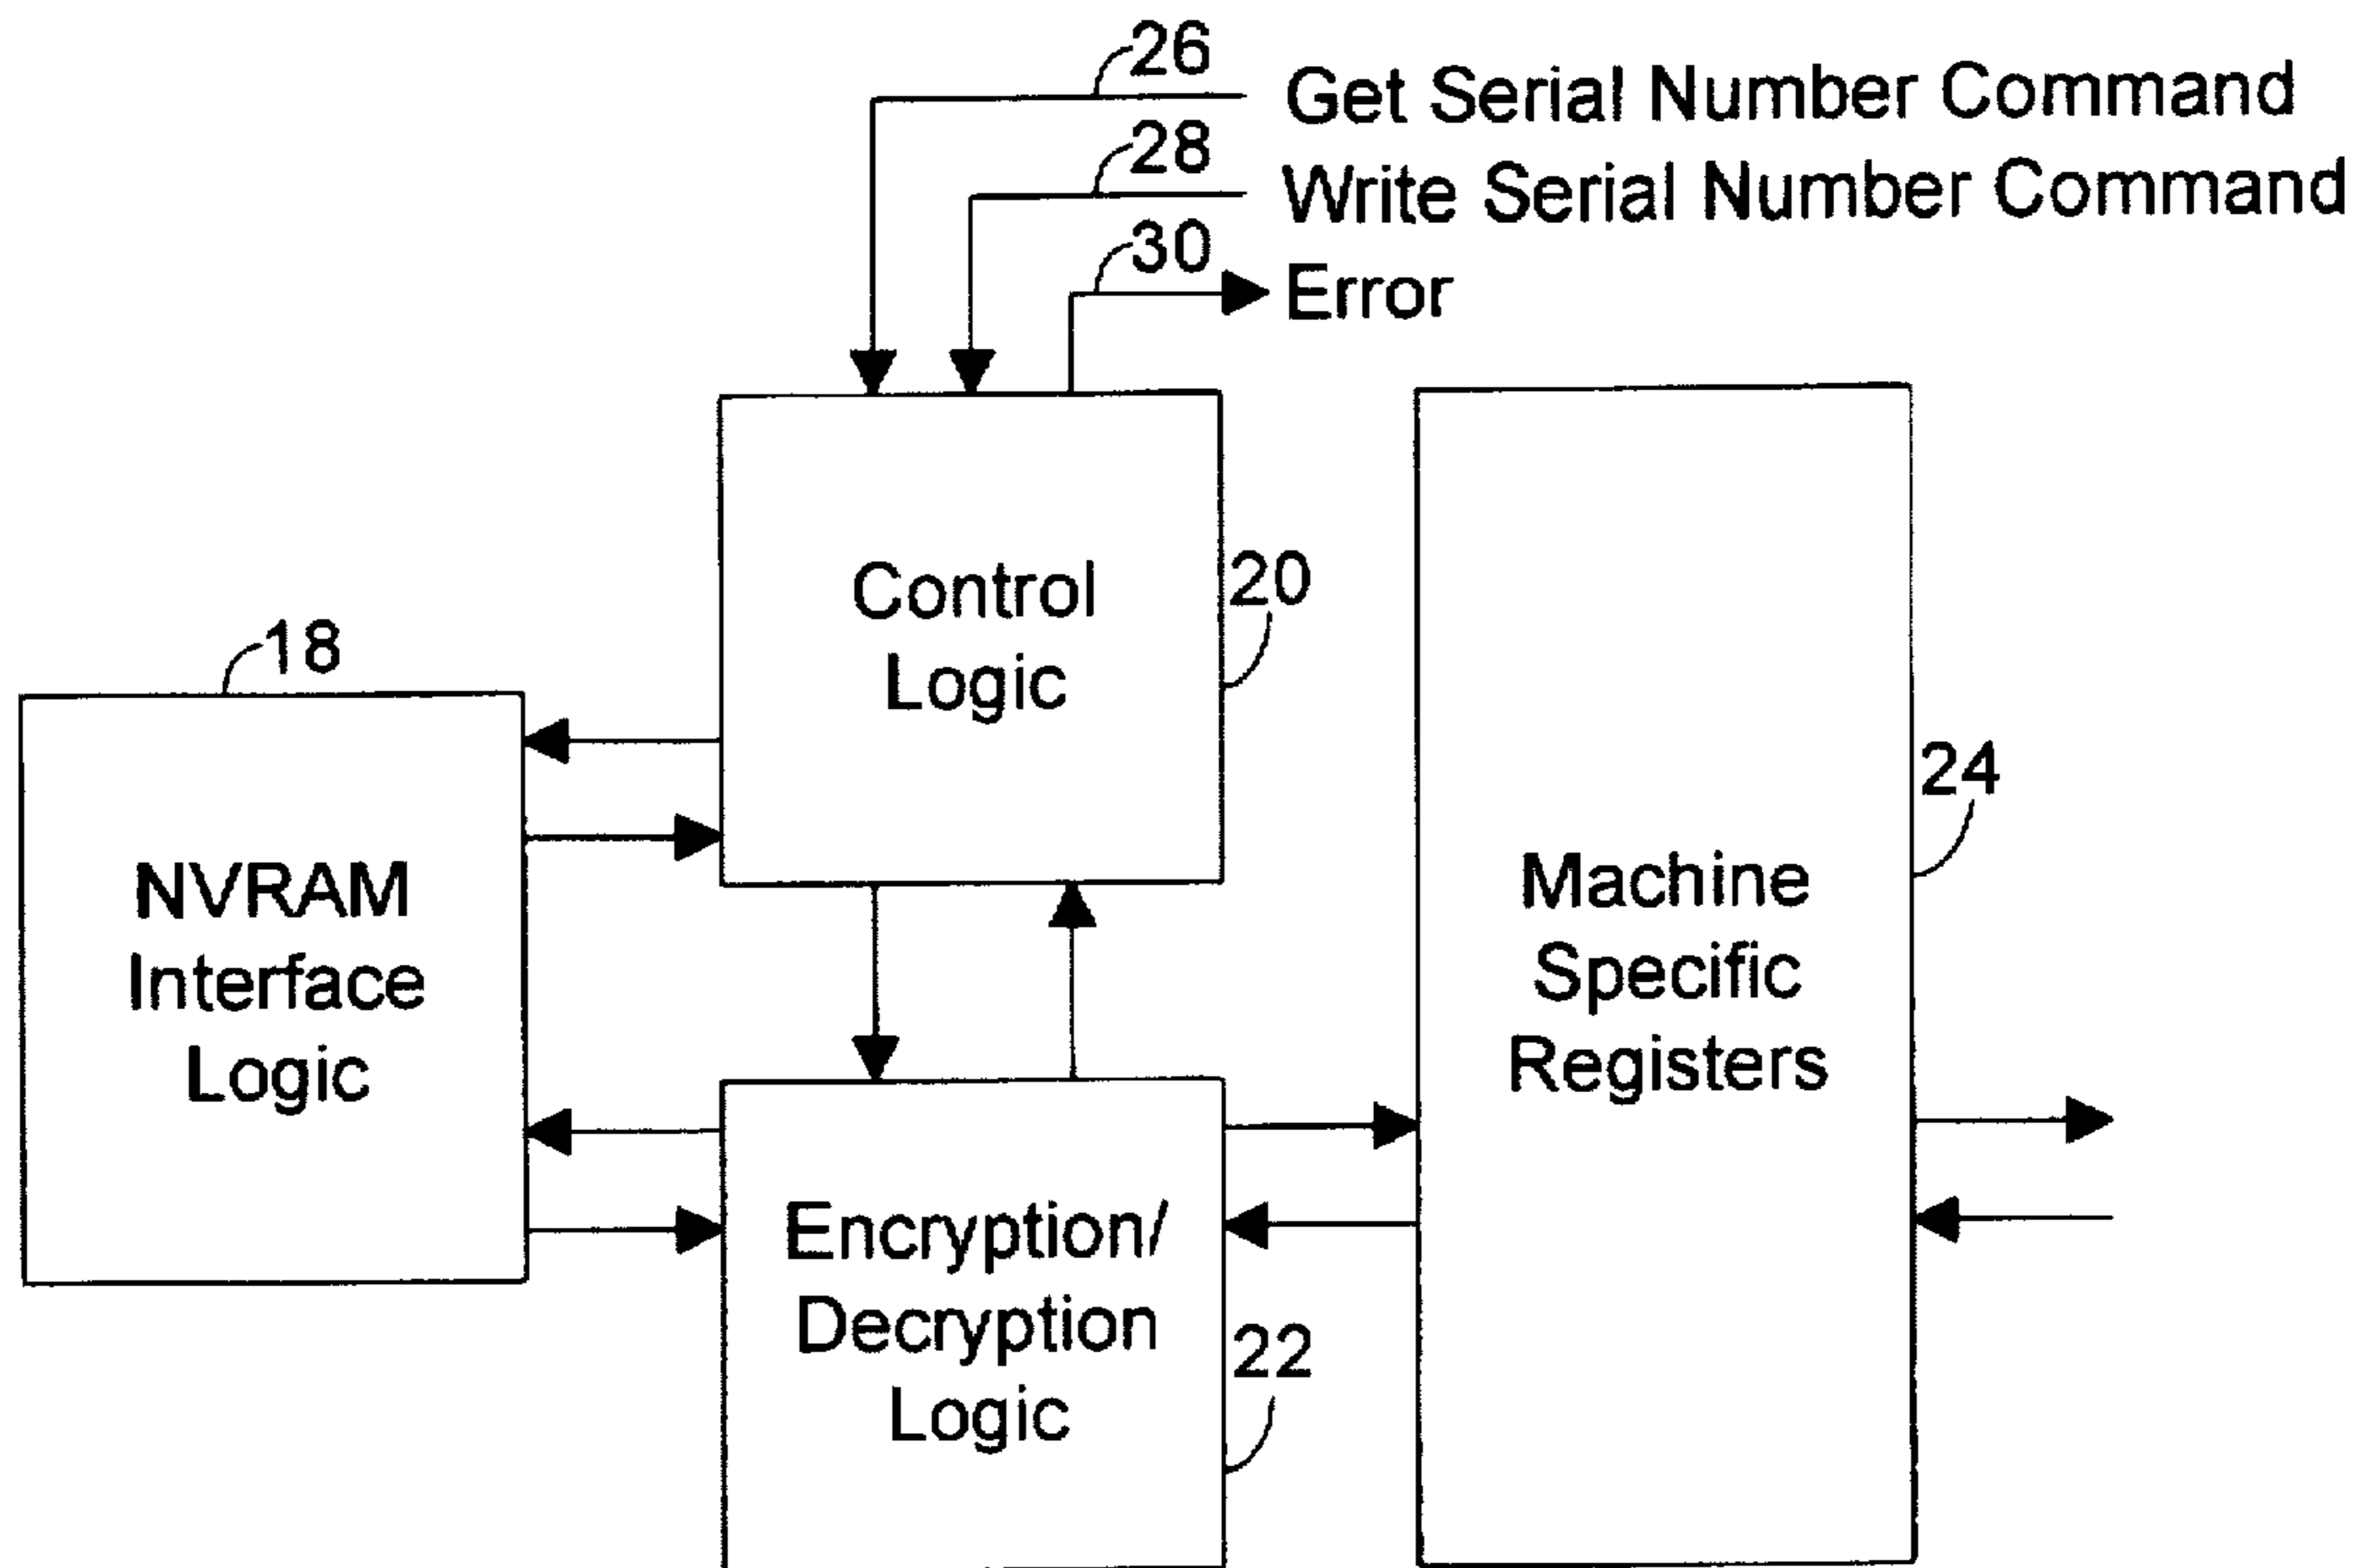 26
Get Serial Number Command
28
Write Serial Number Command
30
Error
Control
Logic
20
18
NVRAM
Interface
Logic
24
Machine
Specific
Registers
Encryption/
Decryption
Logic
22